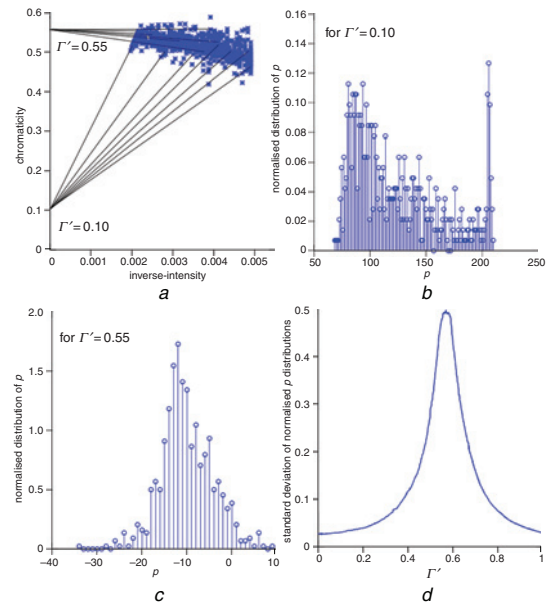 0.6
0.5
0.4
0.3
0.2
0.1
0
chromaticity
Γ′ = 0.55
Γ′ = 0.10
0 0.001 0.002 0.003 0.004 0.005
inverse-intensity
a
0.16
0.14
0.12
0.10
0.08
0.06
0.04
0.02
0
normalised distribution of p
for Γ′ = 0.10
50 100 150 200 250
p
b
2.0
1.5
1.0
0.5
0
normalised distribution of p
for Γ′ = 0.55
−40 −30 −20 −10 0 10
p
c
0.5
0.4
0.3
0.2
0.1
0
standard deviation of normalised p distributions
0 0.2 0.4 0.6 0.8 1
Γ′
d